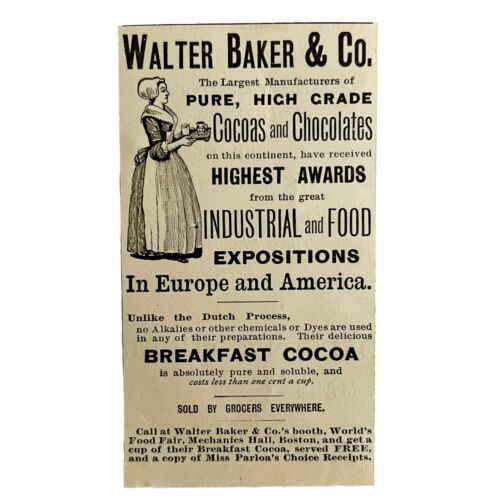 WALTER BAKER & CO.
The Largest Manufacturers of
PURE, HIGH GRADE
Cocoas and Chocolates
on this continent, have received
HIGHEST AWARDS
from the great
INDUSTRIAL and FOOD
EXPOSITIONS
In Europe and America.
Unlike the Dutch Process,
no Alkalies or other chemicals or Dyes are used
in any of their preparations. Their delicious
BREAKFAST COCOA
is absolutely pure and soluble, and
costs less than one cent a cup.
SOLD BY GROCERS EVERYWHERE.
Call at Walter Baker & Co.'s booth, World's
Food Fair, Mechanics Hall, Boston, and get a
cup of their Breakfast Cocoa, served FREE,
and a copy of Miss Parloa's Choice Receipts.